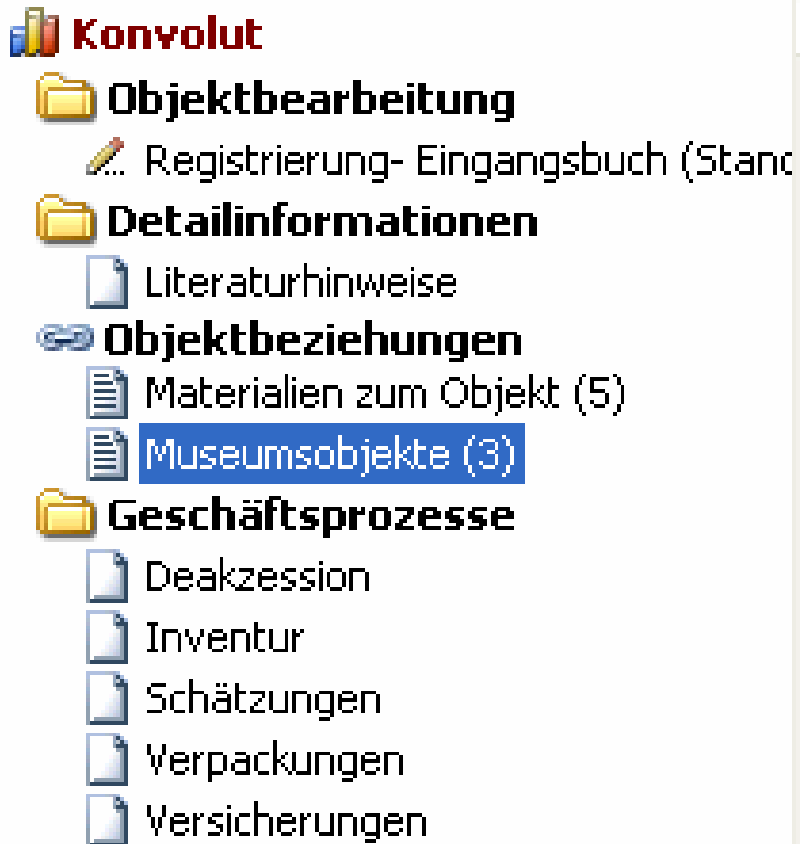 Konvolut
Objektbearbeitung
Registrierung- Eingangsbuch (Stand
Detailinformationen
Literaturhinweise
Objektbeziehungen
Materialien zum Objekt (5)
Museumsobjekte (3)
Geschäftsprozesse
Deakzession
Inventur
Schätzungen
Verpackungen
Versicherungen